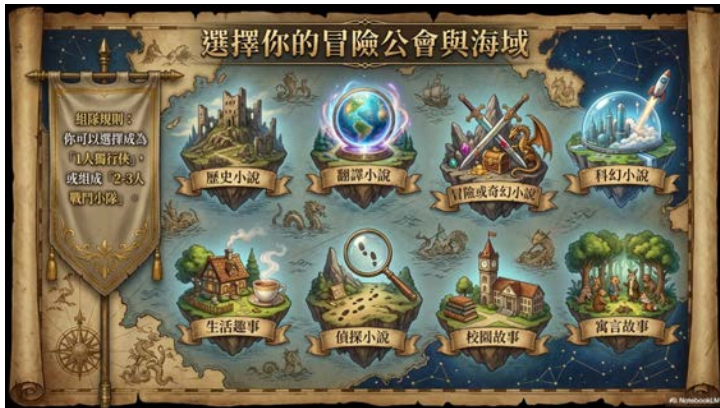 選擇你的冒險公會與海域
組隊規則：
你可以選擇成為
「1人獨行俠」，
或組成「2-3人
戰鬥小隊」。
歷史小說
翻譯小說
冒險或奇幻小說
科幻小說
生活趣事
偵探小說
校園故事
寓言故事
NotebookLM